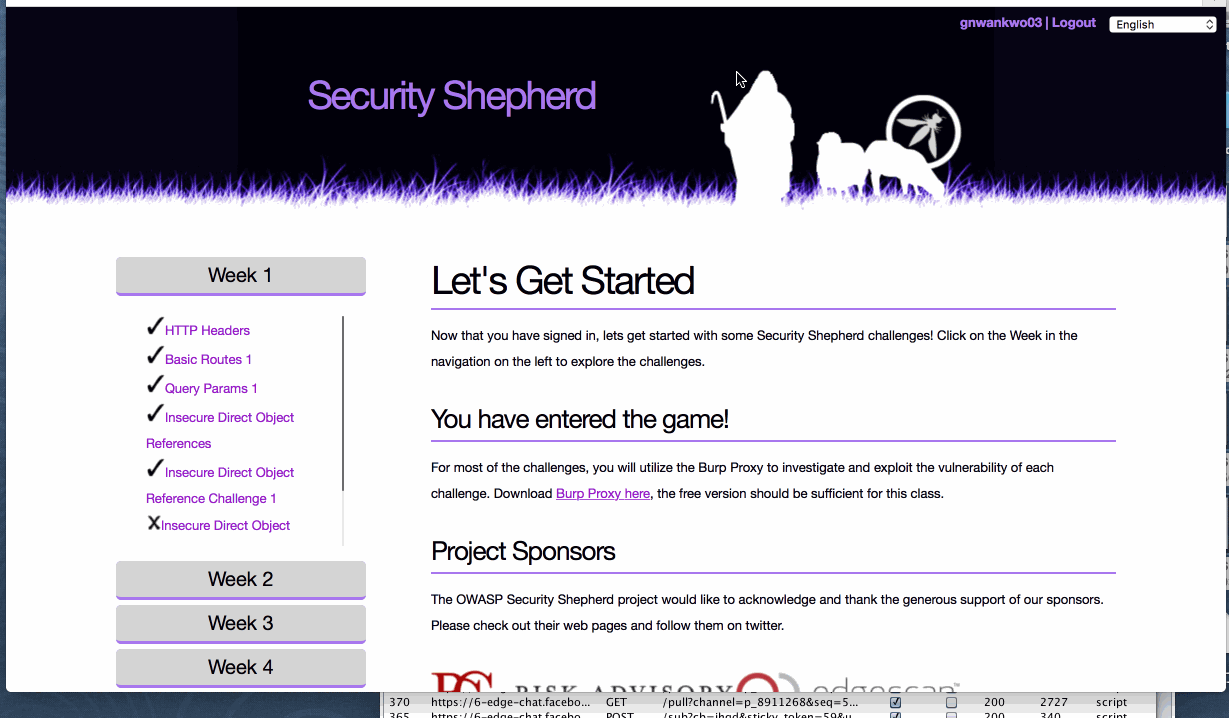 gnwankwo03 | Logout English
Security Shepherd
Week 1
✓HTTP Headers
✓Basic Routes 1
✓Query Params 1
✓Insecure Direct Object
References
✓Insecure Direct Object
Reference Challenge 1
XInsecure Direct Object
Week 2
Week 3
Week 4
Let's Get Started
Now that you have signed in, lets get started with some Security Shepherd challenges! Click on the Week in the
navigation on the left to explore the challenges.
You have entered the game!
For most of the challenges, you will utilize the Burp Proxy to investigate and exploit the vulnerability of each
challenge. Download Burp Proxy here, the free version should be sufficient for this class.
Project Sponsors
The OWASP Security Shepherd project would like to acknowledge and thank the generous support of our sponsors.
Please check out their web pages and follow them on twitter.
RISK ADVISORY edgescan™
370 https://6-edge-chat.facebo... GET /pull?channel=p_8911268&seq=5... 200 2727 script
365 https://6-edge-chat.facebo... POST 200 340 script